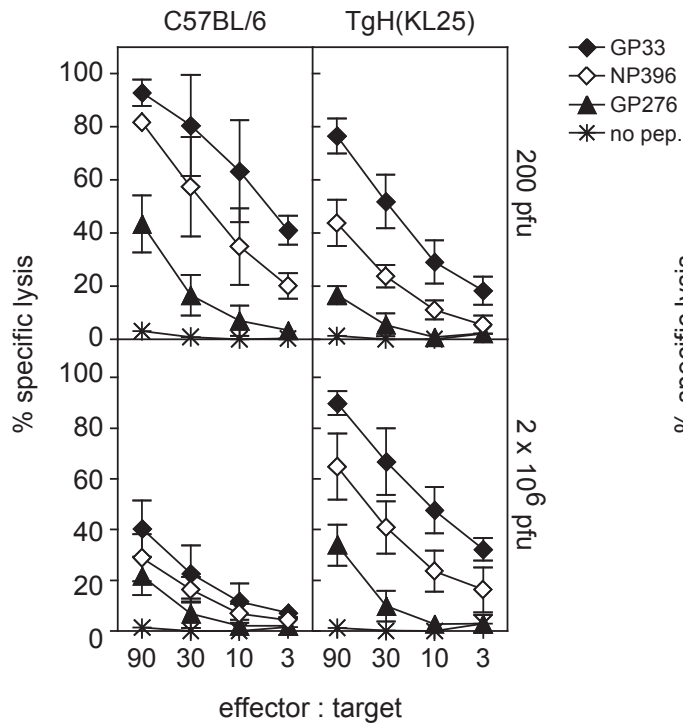 C57BL/6 TgH(KL25)
GP33
NP396
GP276
no pep.
100
80
60
40
20
0
200 pfu
% specific lysis
100
80
60
40
20
0
2 x 10⁶ pfu
90 30 10 3 90 30 10 3
effector : target